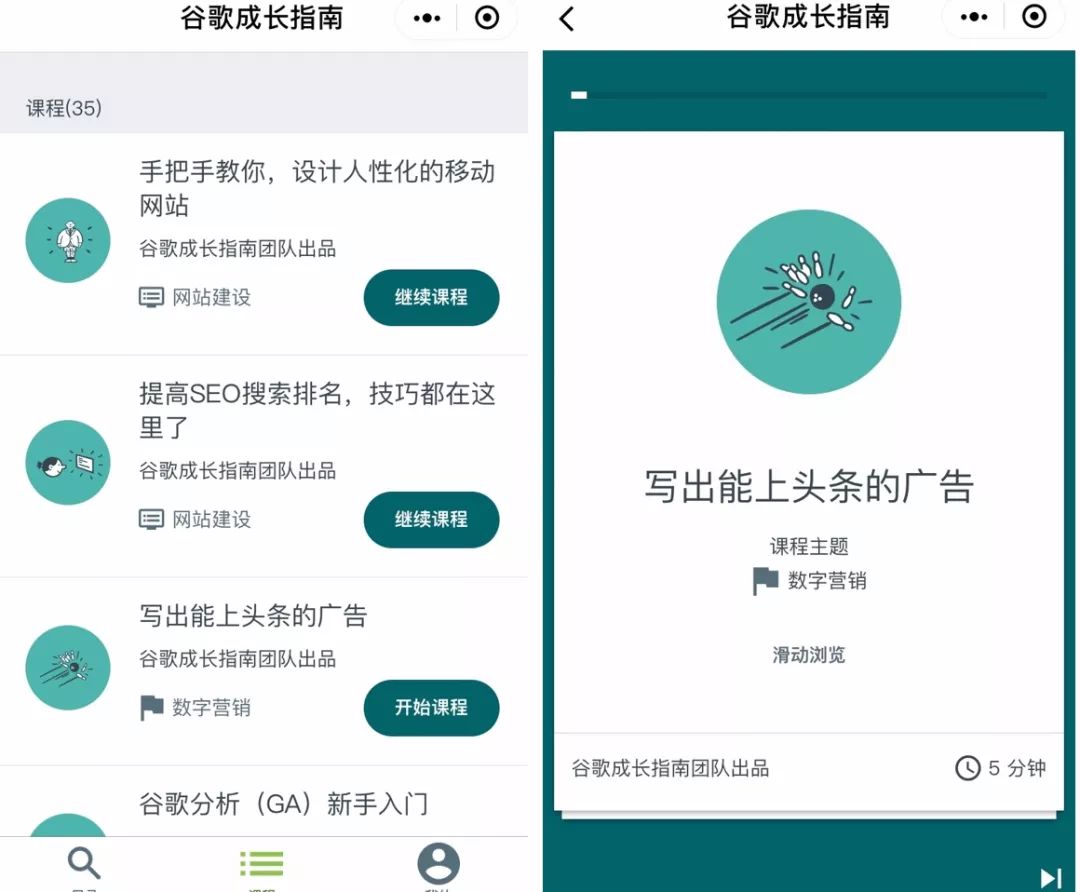 谷歌成长指南
课程(35)
手把手教你，设计人性化的移动
网站
谷歌成长指南团队出品
网站建设
继续课程
提高SEO搜索排名，技巧都在这
里了
谷歌成长指南团队出品
网站建设
继续课程
写出能上头条的广告
谷歌成长指南团队出品
数字营销
开始课程
谷歌分析（GA）新手入门
谷歌成长指南
写出能上头条的广告
课程主题
数字营销
滑动浏览
谷歌成长指南团队出品
5 分钟